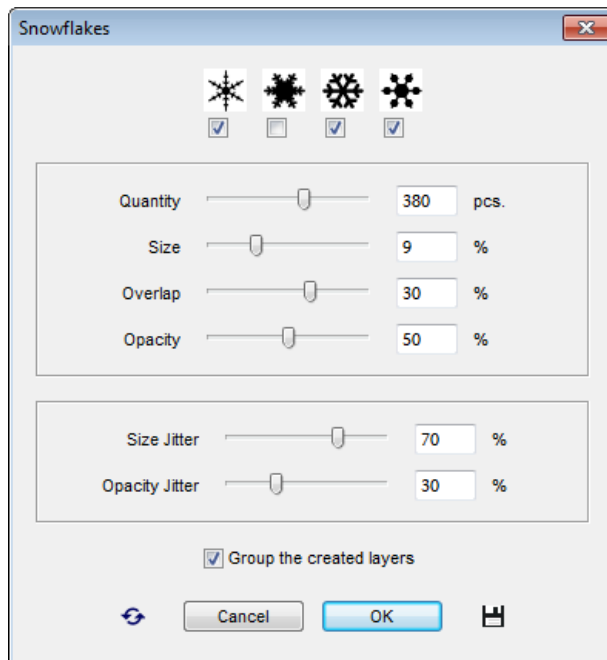 Snowflakes
Quantity 380 pcs.
Size 9 %
Overlap 30 %
Opacity 50 %
Size Jitter 70 %
Opacity Jitter 30 %
Group the created layers
Cancel OK